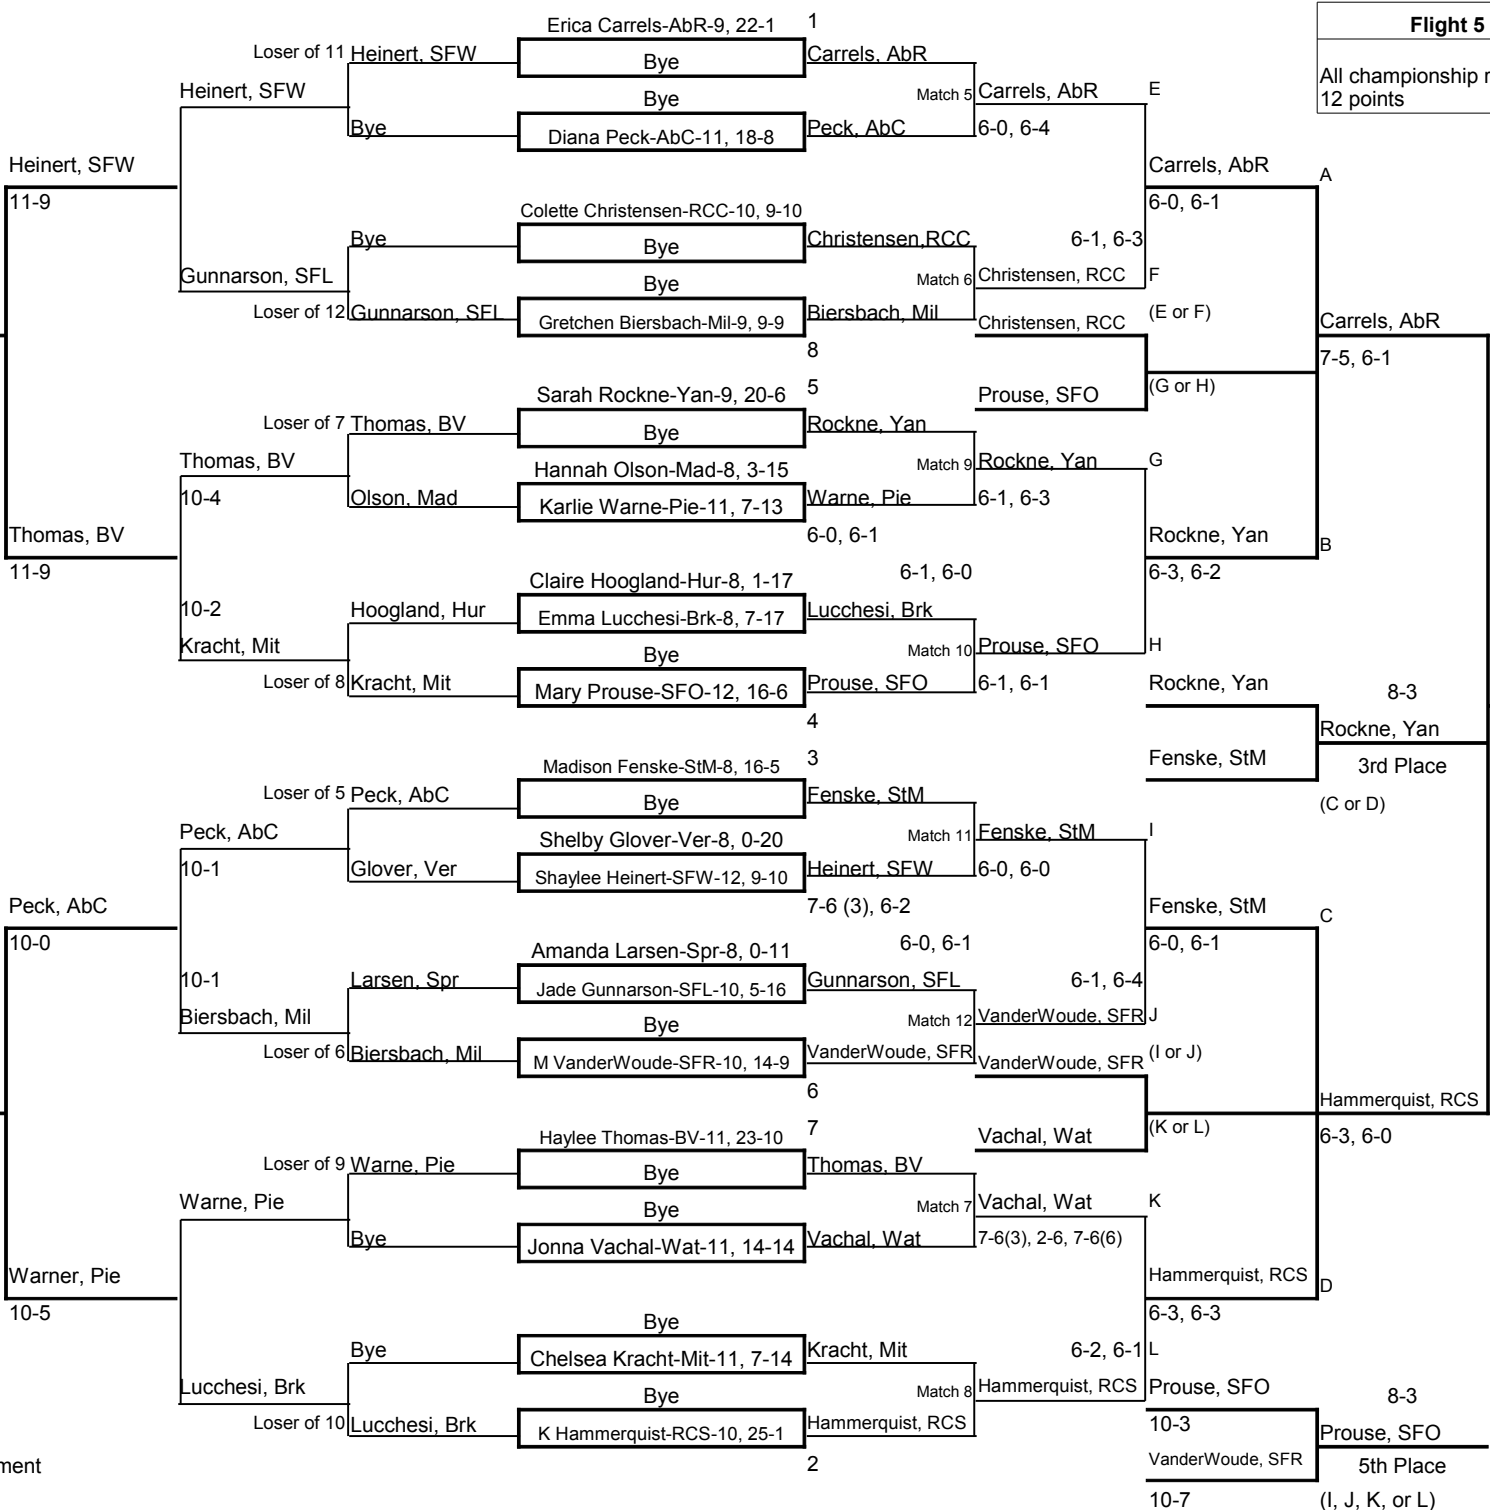 Erica Carrels-AbR-9, 22-1 1
Flight 5
Loser of 11 Heinert, SFW Bye Carrels, AbR
All championship
12 points
Heinert, SFW Bye Match 5 Carrels, AbR E
Bye Diana Peck-AbC-11, 18-8 Peck, AbC 6-0, 6-4
Heinert, SFW Carrels, AbR A
11-9 6-0, 6-1
Colette Christensen-RCC-10, 9-10
Bye Bye Christensen,RCC 6-1, 6-3
Gunnarson, SFL Bye Match 6 Christensen, RCC F
Loser of 12 Gunnarson, SFL Gretchen Biersbach-Mil-9, 9-9 Biersbach, Mil Christensen, RCC (E or F) Carrels, AbR
8 7-5, 6-1
Sarah Rockne-Yan-9, 20-6 5 Prouse, SFO (G or H)
Loser of 7 Thomas, BV Bye Rockne, Yan
Thomas, BV Hannah Olson-Mad-8, 3-15 Match 9 Rockne, Yan G
10-4 Olson, Mad Karlie Warne-Pie-11, 7-13 Warne, Pie 6-1, 6-3
Thomas, BV 6-0, 6-1 Rockne, Yan B
11-9 Claire Hoogland-Hur-8, 1-17 6-1, 6-0 6-3, 6-2
10-2 Hoogland, Hur Emma Lucchesi-Brk-8, 7-17 Lucchesi, Brk
Kracht, Mit Bye Match 10 Prouse, SFO H
Loser of 8 Kracht, Mit Mary Prouse-SFO-12, 16-6 Prouse, SFO 6-1, 6-1 Rockne, Yan 8-3
4 Rockne, Yan
Madison Fenske-StM-8, 16-5 3 Fenske, StM 3rd Place
Loser of 5 Peck, AbC Bye Fenske, StM (C or D)
Peck, AbC Shelby Glover-Ver-8, 0-20 Match 11 Fenske, StM I
10-1 Glover, Ver Shaylee Heinert-SFW-12, 9-10 Heinert, SFW 6-0, 6-0
Peck, AbC 7-6 (3), 6-2 Fenske, StM C
10-0 Amanda Larsen-Spr-8, 0-11 6-0, 6-1 6-0, 6-1
10-1 Larsen, Spr Jade Gunnarson-SFL-10, 5-16 Gunnarson, SFL 6-1, 6-4
Biersbach, Mil Bye Match 12 VanderWoude, SFR J
Loser of 6 Biersbach, Mil M VanderWoude-SFR-10, 14-9 VanderWoude, SFR VanderWoude, SFR (I or J)
6 Hammerquist, RCS
Haylee Thomas-BV-11, 23-10 7 Vachal, Wat (K or L) 6-3, 6-0
Loser of 9 Warne, Pie Bye Thomas, BV
Warne, Pie Bye Match 7 Vachal, Wat K
Bye Jonna Vachal-Wat-11, 14-14 Vachal, Wat 7-6(3), 2-6, 7-6(6)
Warner, Pie Hammerquist, RCS D
10-5 Bye 6-3, 6-3
Bye Chelsea Kracht-Mit-11, 7-14 Kracht, Mit 6-2, 6-1 L
Lucchesi, Brk Bye Match 8 Hammerquist, RCS Prouse, SFO 8-3
Loser of 10 Lucchesi, Brk K Hammerquist-RCS-10, 25-1 Hammerquist, RCS 10-3 Prouse, SFO
2 VanderWoude, SFR 5th Place
10-7 (I, J, K, or L)